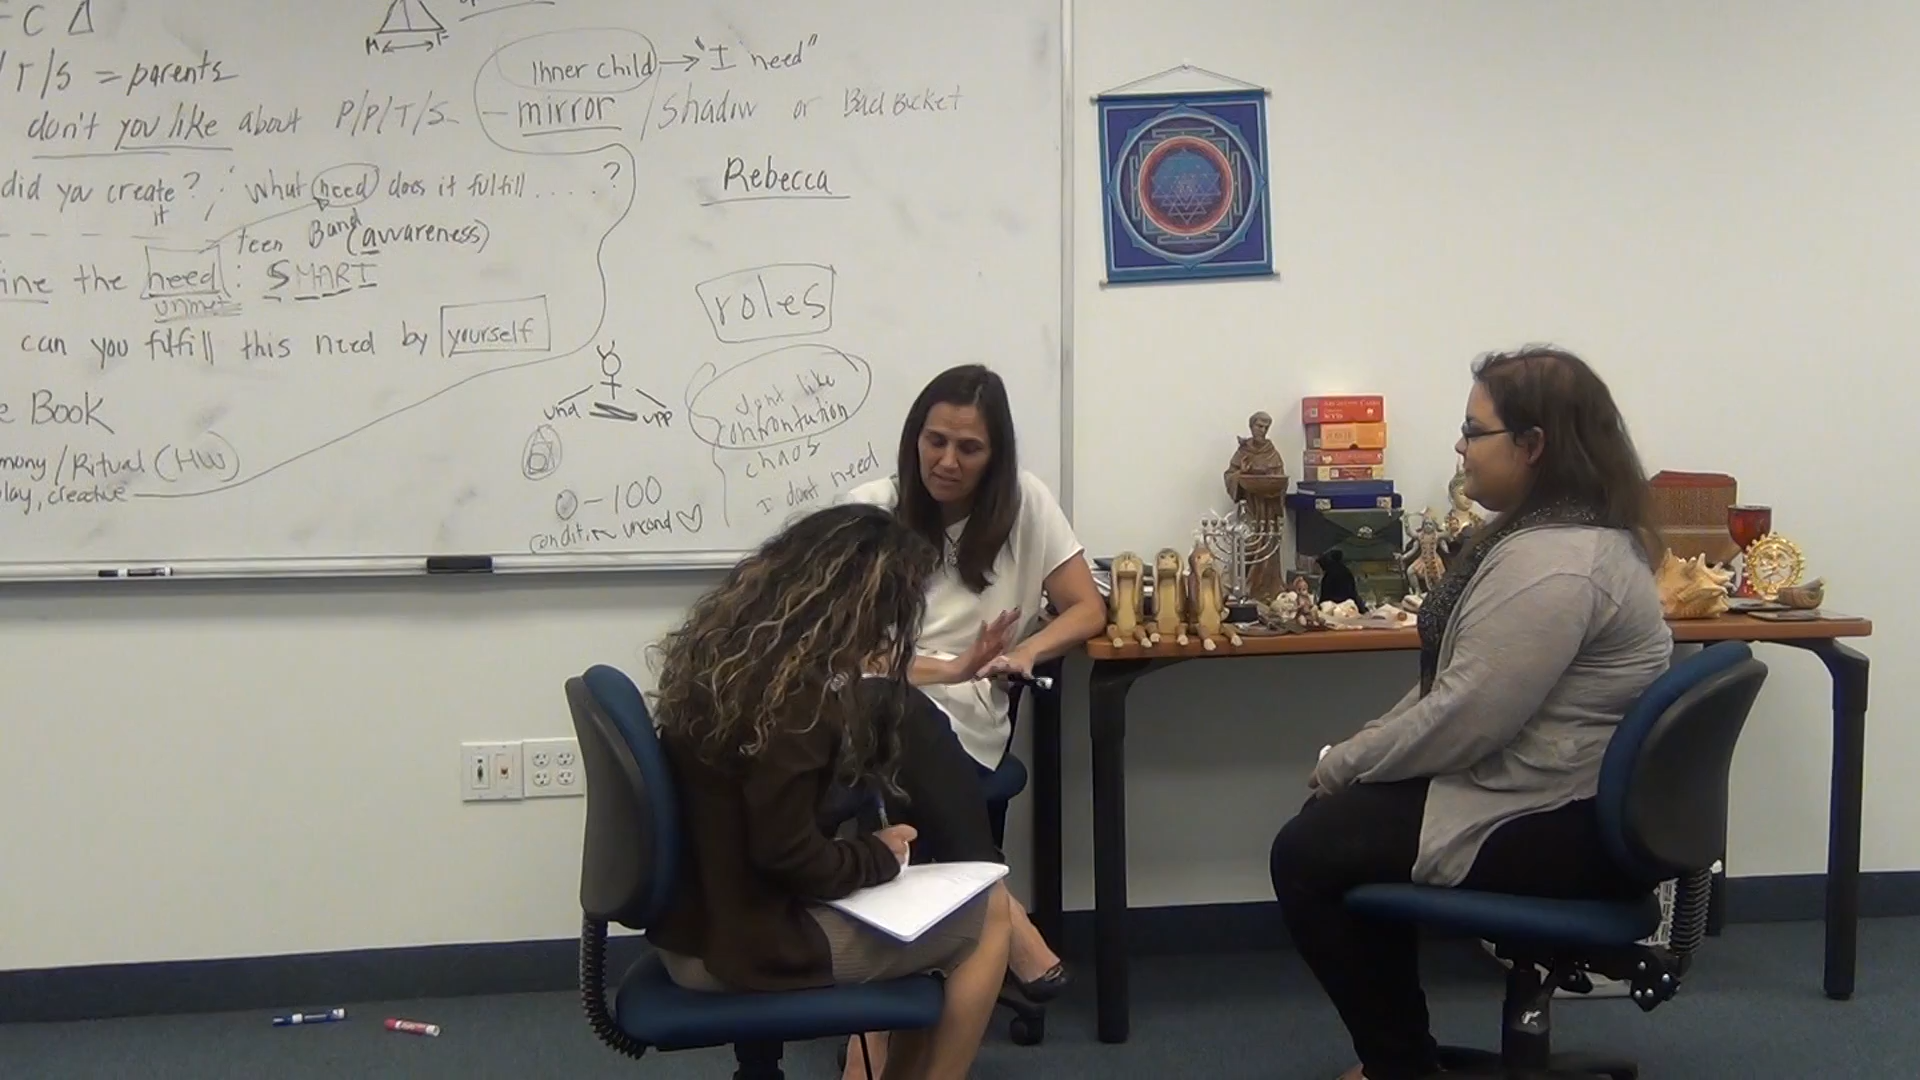 C Δ
M F
/T/S = parents
Inner child → "I need"
don't you like about P/P/T/S - mirror / shadow or Bad Bucket
did you create? what need does it fulfill.....?
it
Rebecca
teen Band (awareness)
ine the need: SMART
unmet
roles
can you fulfill this need by yourself
und upp
dont like
confrontation
e Book
chaos
mony/Ritual (HW)
I dont need
lay, creative
0-100
condition uncond ♡